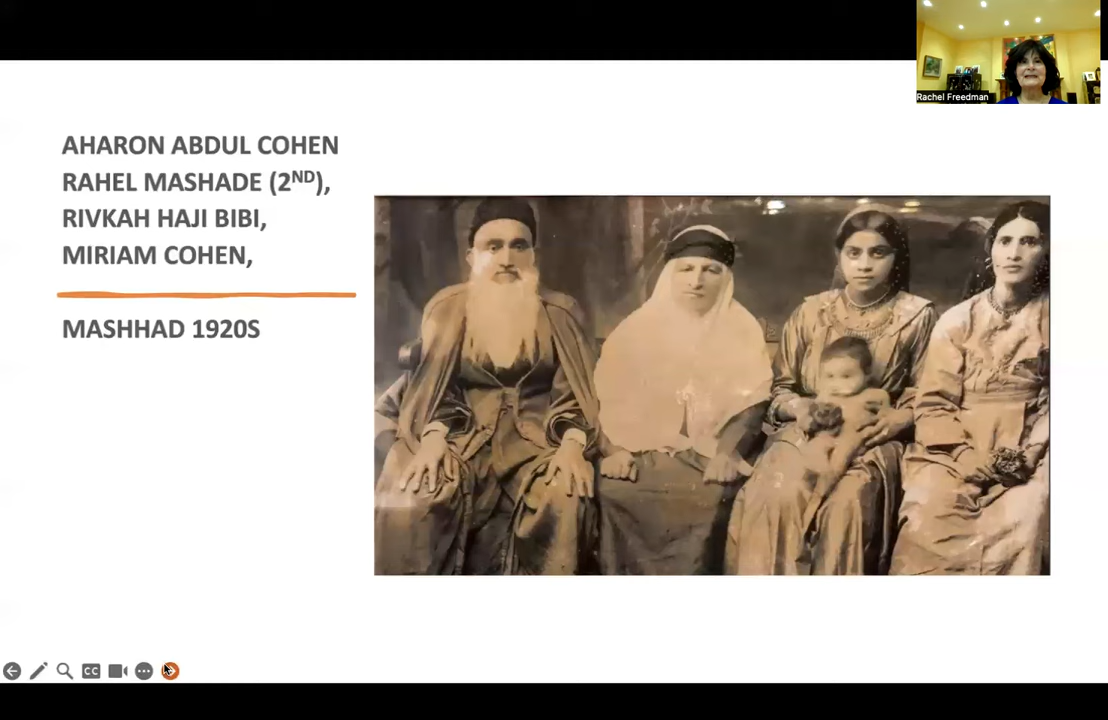 Rachel Freedman
AHARON ABDUL COHEN
RAHEL MASHADE (2ND),
RIVKAH HAJI BIBI,
MIRIAM COHEN,
MASHHAD 1920S
CC